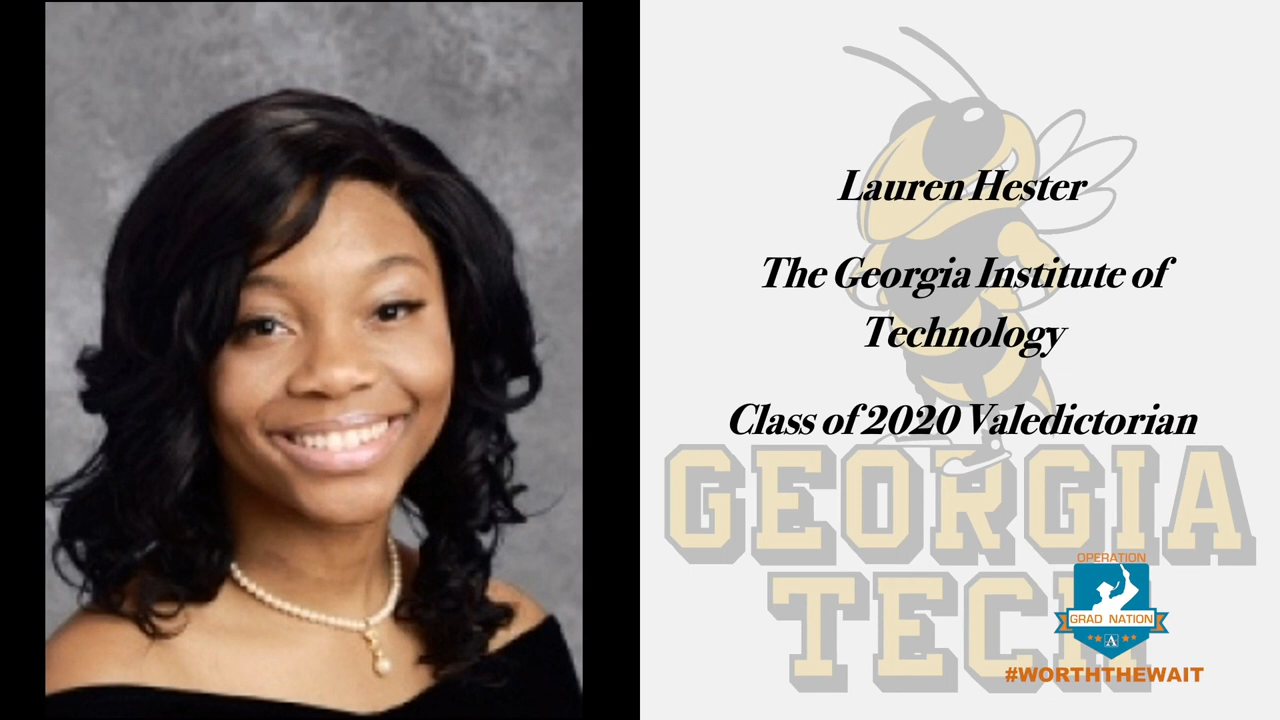 Lauren Hester
The Georgia Institute of
Technology
Class of 2020 Valedictorian
GEORGIA
TECH
OPERATION
GRAD NATION
A
#WORTHTHEWAIT